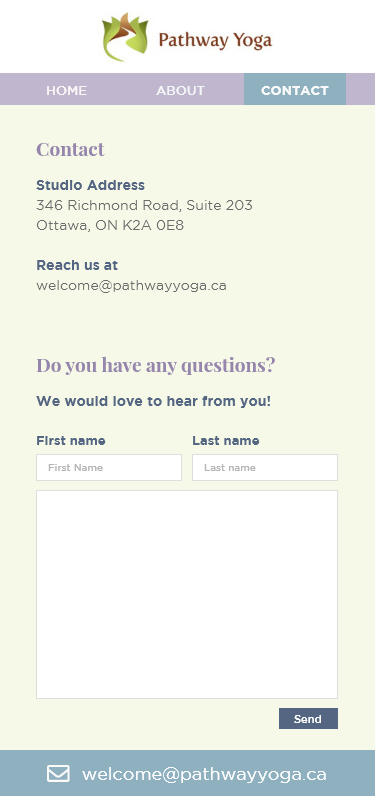 Pathway Yoga
HOME ABOUT CONTACT
Contact
Studio Address
346 Richmond Road, Suite 203
Ottawa, ON K2A 0E8
Reach us at
welcome@pathwayyoga.ca
Do you have any questions?
We would love to hear from you!
First name Last name
First Name Last name
Send
welcome@pathwayyoga.ca